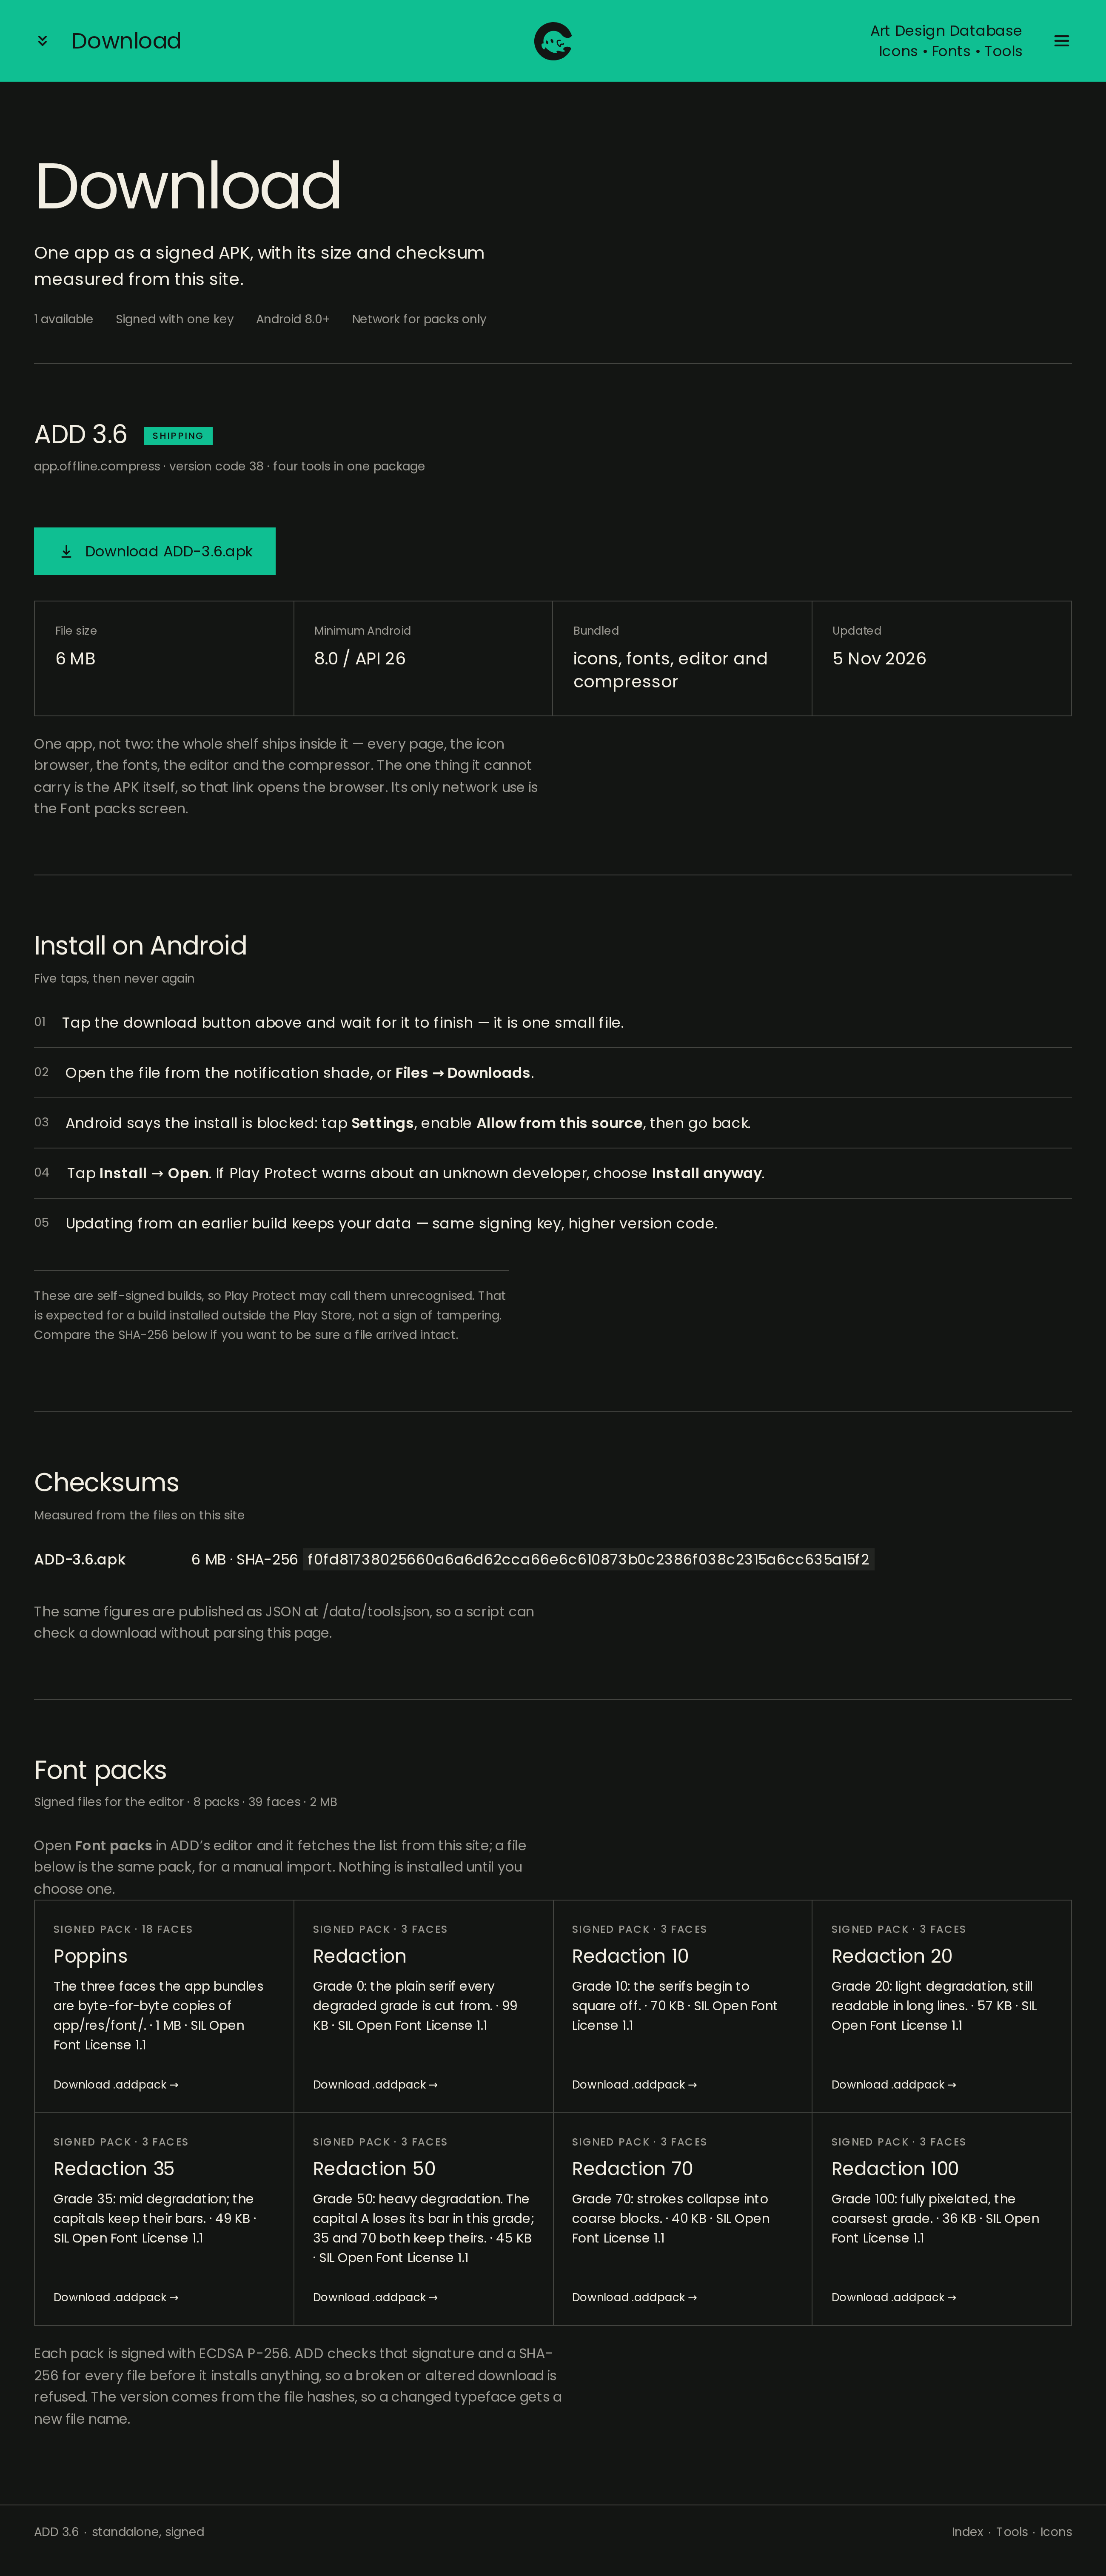 Download
Art Design Database
Icons • Fonts • Tools
Download
One app as a signed APK, with its size and checksum
measured from this site.
1 available Signed with one key Android 8.0+ Network for packs only
ADD 3.6 SHIPPING
app.offline.compress · version code 38 · four tools in one package
Download ADD-3.6.apk
File size
6 MB
Minimum Android
8.0 / API 26
Bundled
icons, fonts, editor and
compressor
Updated
5 Nov 2026
One app, not two: the whole shelf ships inside it — every page, the icon
browser, the fonts, the editor and the compressor. The one thing it cannot
carry is the APK itself, so that link opens the browser. Its only network use is
the Font packs screen.
Install on Android
Five taps, then never again
01 Tap the download button above and wait for it to finish — it is one small file.
02 Open the file from the notification shade, or Files → Downloads.
03 Android says the install is blocked: tap Settings, enable Allow from this source, then go back.
04 Tap Install → Open. If Play Protect warns about an unknown developer, choose Install anyway.
05 Updating from an earlier build keeps your data — same signing key, higher version code.
These are self-signed builds, so Play Protect may call them unrecognised. That
is expected for a build installed outside the Play Store, not a sign of tampering.
Compare the SHA-256 below if you want to be sure a file arrived intact.
Checksums
Measured from the files on this site
ADD-3.6.apk 6 MB · SHA-256 f0fd81738025660a6a6d62cca66e6c610873b0c2386f038c2315a6cc635a15f2
The same figures are published as JSON at /data/tools.json, so a script can
check a download without parsing this page.
Font packs
Signed files for the editor · 8 packs · 39 faces · 2 MB
Open Font packs in ADD’s editor and it fetches the list from this site; a file
below is the same pack, for a manual import. Nothing is installed until you
choose one.
SIGNED PACK · 18 FACES
Poppins
The three faces the app bundles
are byte-for-byte copies of
app/res/font/. · 1 MB · SIL Open
Font License 1.1
Download .addpack →
SIGNED PACK · 3 FACES
Redaction
Grade 0: the plain serif every
degraded grade is cut from. · 99
KB · SIL Open Font License 1.1
Download .addpack →
SIGNED PACK · 3 FACES
Redaction 10
Grade 10: the serifs begin to
square off. · 70 KB · SIL Open Font
License 1.1
Download .addpack →
SIGNED PACK · 3 FACES
Redaction 20
Grade 20: light degradation, still
readable in long lines. · 57 KB · SIL
Open Font License 1.1
Download .addpack →
SIGNED PACK · 3 FACES
Redaction 35
Grade 35: mid degradation; the
capitals keep their bars. · 49 KB ·
SIL Open Font License 1.1
Download .addpack →
SIGNED PACK · 3 FACES
Redaction 50
Grade 50: heavy degradation. The
capital A loses its bar in this grade;
35 and 70 both keep theirs. · 45 KB
· SIL Open Font License 1.1
Download .addpack →
SIGNED PACK · 3 FACES
Redaction 70
Grade 70: strokes collapse into
coarse blocks. · 40 KB · SIL Open
Font License 1.1
Download .addpack →
SIGNED PACK · 3 FACES
Redaction 100
Grade 100: fully pixelated, the
coarsest grade. · 36 KB · SIL Open
Font License 1.1
Download .addpack →
Each pack is signed with ECDSA P-256. ADD checks that signature and a SHA-
256 for every file before it installs anything, so a broken or altered download is
refused. The version comes from the file hashes, so a changed typeface gets a
new file name.
ADD 3.6 · standalone, signed
Index · Tools · Icons